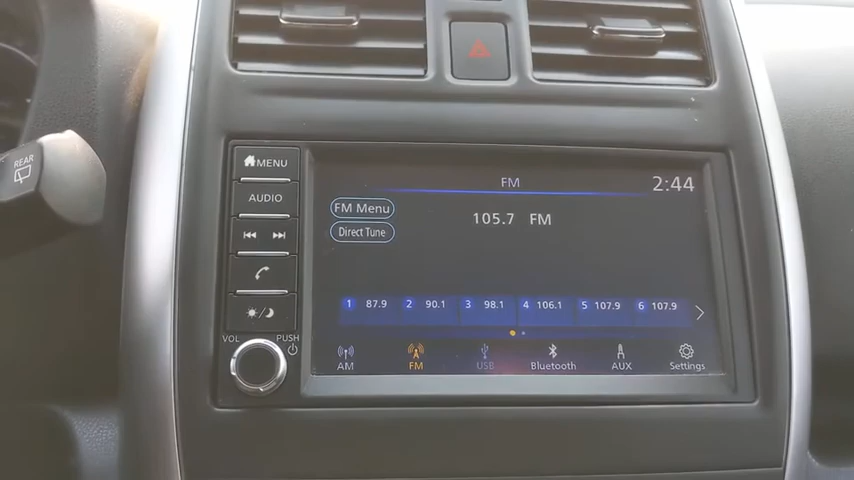 REAR
MENU
AUDIO
VOL
PUSH
FM
2:44
FM Menu
105.7 FM
Direct Tune
1 87.9 2 90.1 3 98.1 4 106.1 5 107.9 6 107.9
AM FM USB Bluetooth AUX Settings